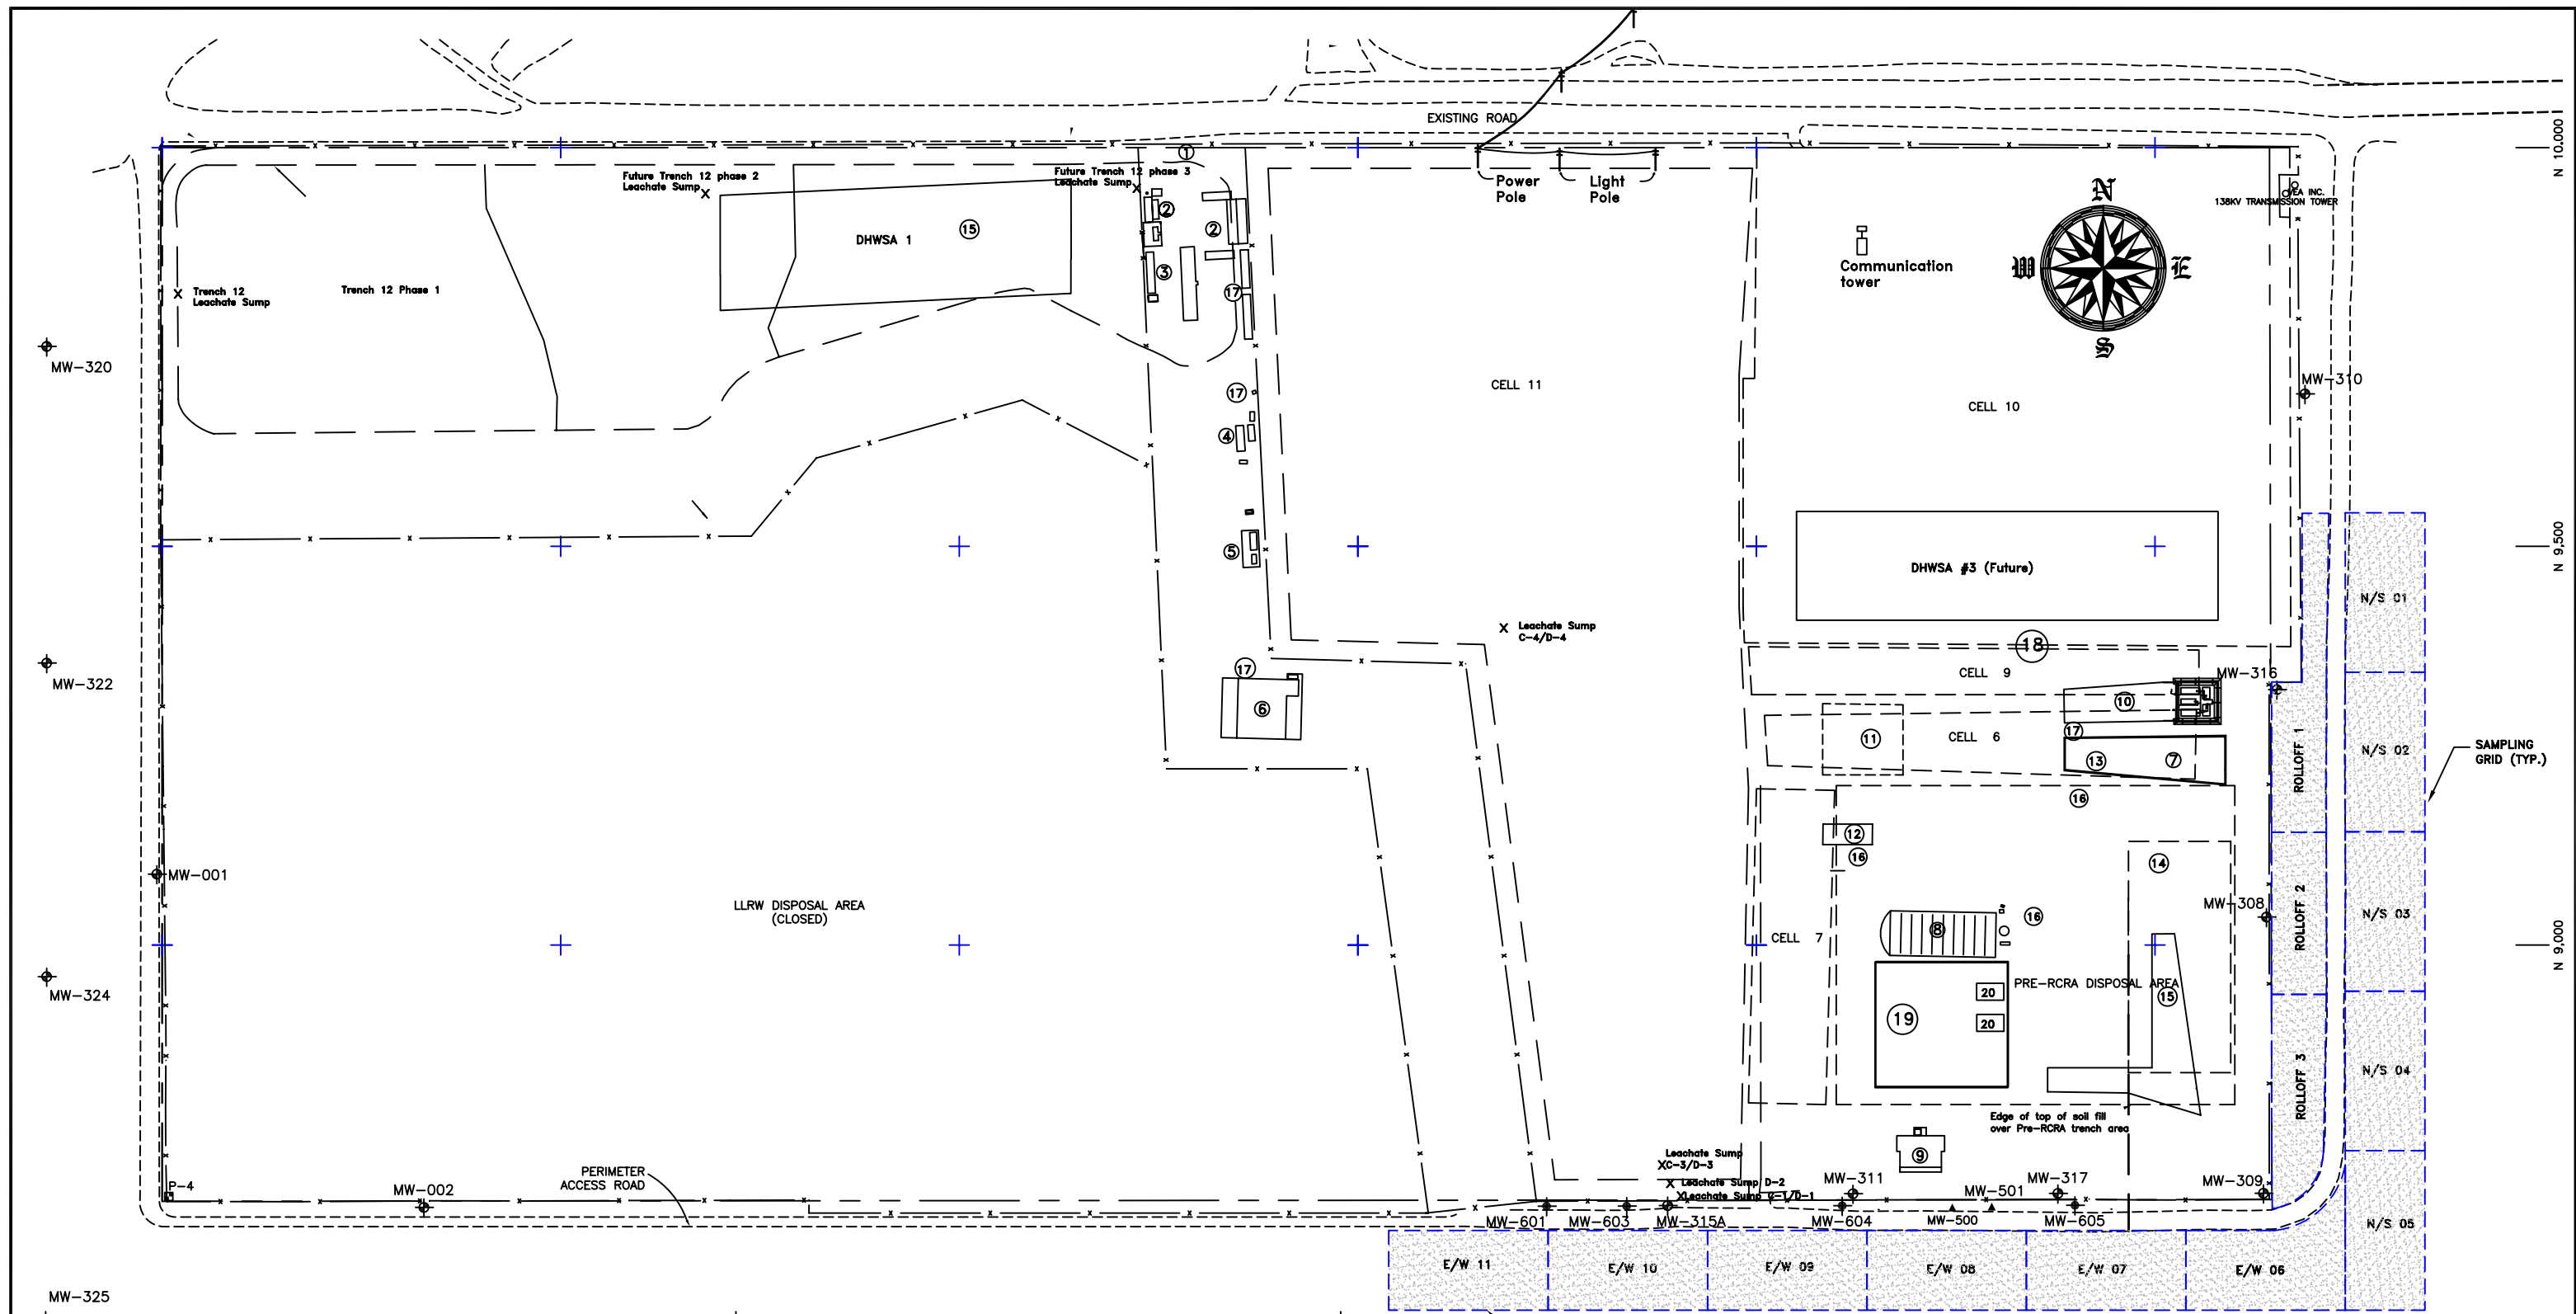 EXISTING ROAD
N 10,000
1
Future Trench 12 phase 2
Leachate Sump
Future Trench 12 phase 3
Leachate Sump
Power
Pole
Light
Pole
N
W
E
S
138KV TRANSMISSION TOWER
DHWSA 1
15
2
2
3
17
Communication
tower
Trench 12
Leachate Sump
Trench 12 Phase 1
MW-320
MW-310
CELL 11
CELL 10
17
4
5
N 9,500
DHWSA #3 (Future)
N/S 01
Leachate Sump
C-4/D-4
18
MW-322
17
6
CELL 9
MW-316
10
11
CELL 6
17
13
7
ROLLOFF 1
N/S 02
SAMPLING
GRID (TYP.)
16
12
16
14
MW-001
LLRW DISPOSAL AREA
(CLOSED)
MW-308
ROLLOFF 2
N/S 03
8
16
CELL 7
N 9,000
MW-324
PRE-RCRA DISPOSAL AREA
20
15
19
20
ROLLOFF 3
N/S 04
Edge of top of soil fill
over Pre-RCRA trench area
9
Leachate Sump
C-3/D-3
PERIMETER
ACCESS ROAD
P-4
MW-002
Leachate Sump D-2
Leachate Sump C-1/D-1
MW-311
MW-317
MW-309
MW-501
MW-601
MW-603
MW-315A
MW-604
MW-500
MW-605
N/S 05
E/W 11
E/W 10
E/W 09
E/W 08
E/W 07
E/W 06
MW-325